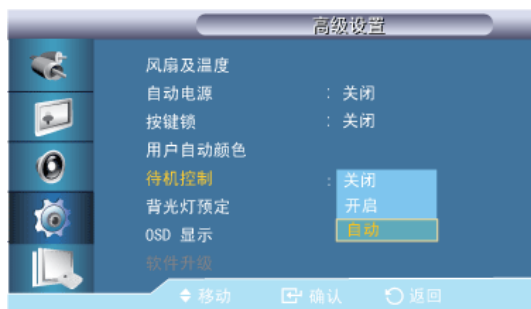 高级设置
风扇及温度
自动电源 : 关闭
按键锁 : 关闭
用户自动颜色
待机控制 : 关闭
背光灯预定 开启
OSD 显示 自动
软件升级
移动 确认 返回